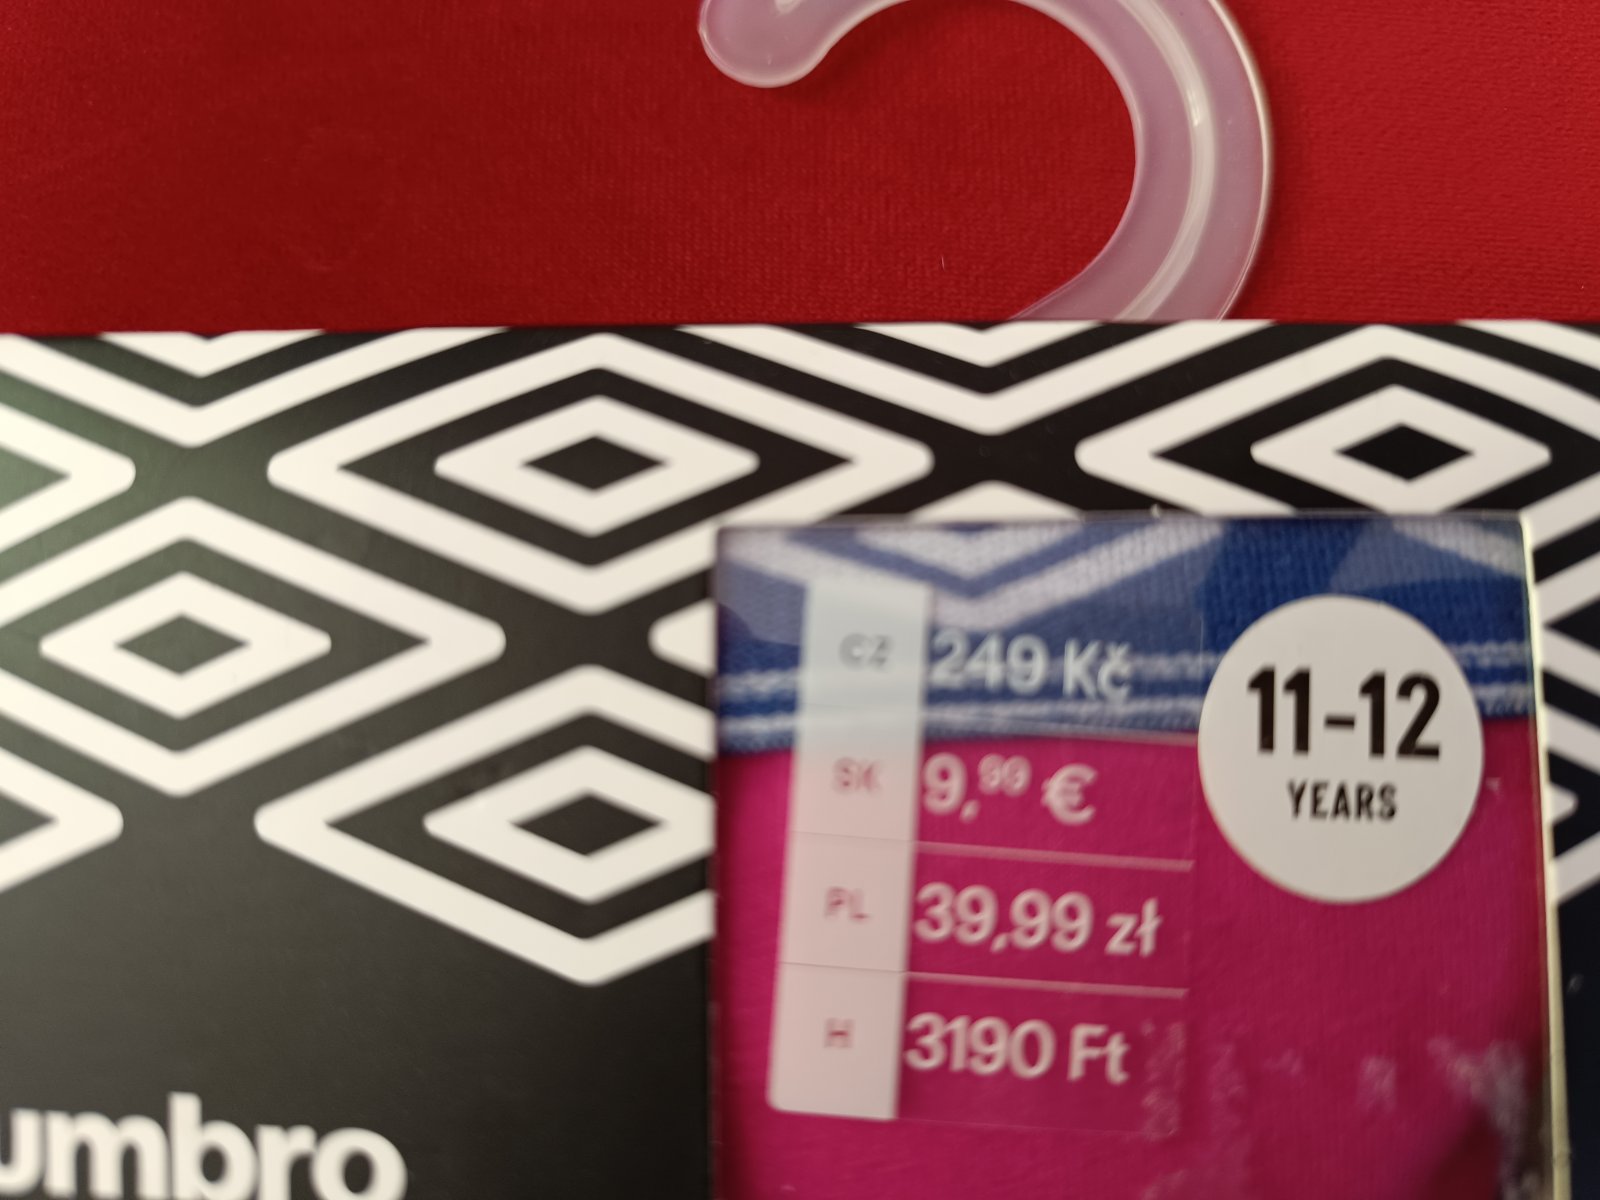 CZ 249 Kč
SK 9,99 €
PL 39,99 zł
H 3190 Ft
11-12
YEARS
umbro